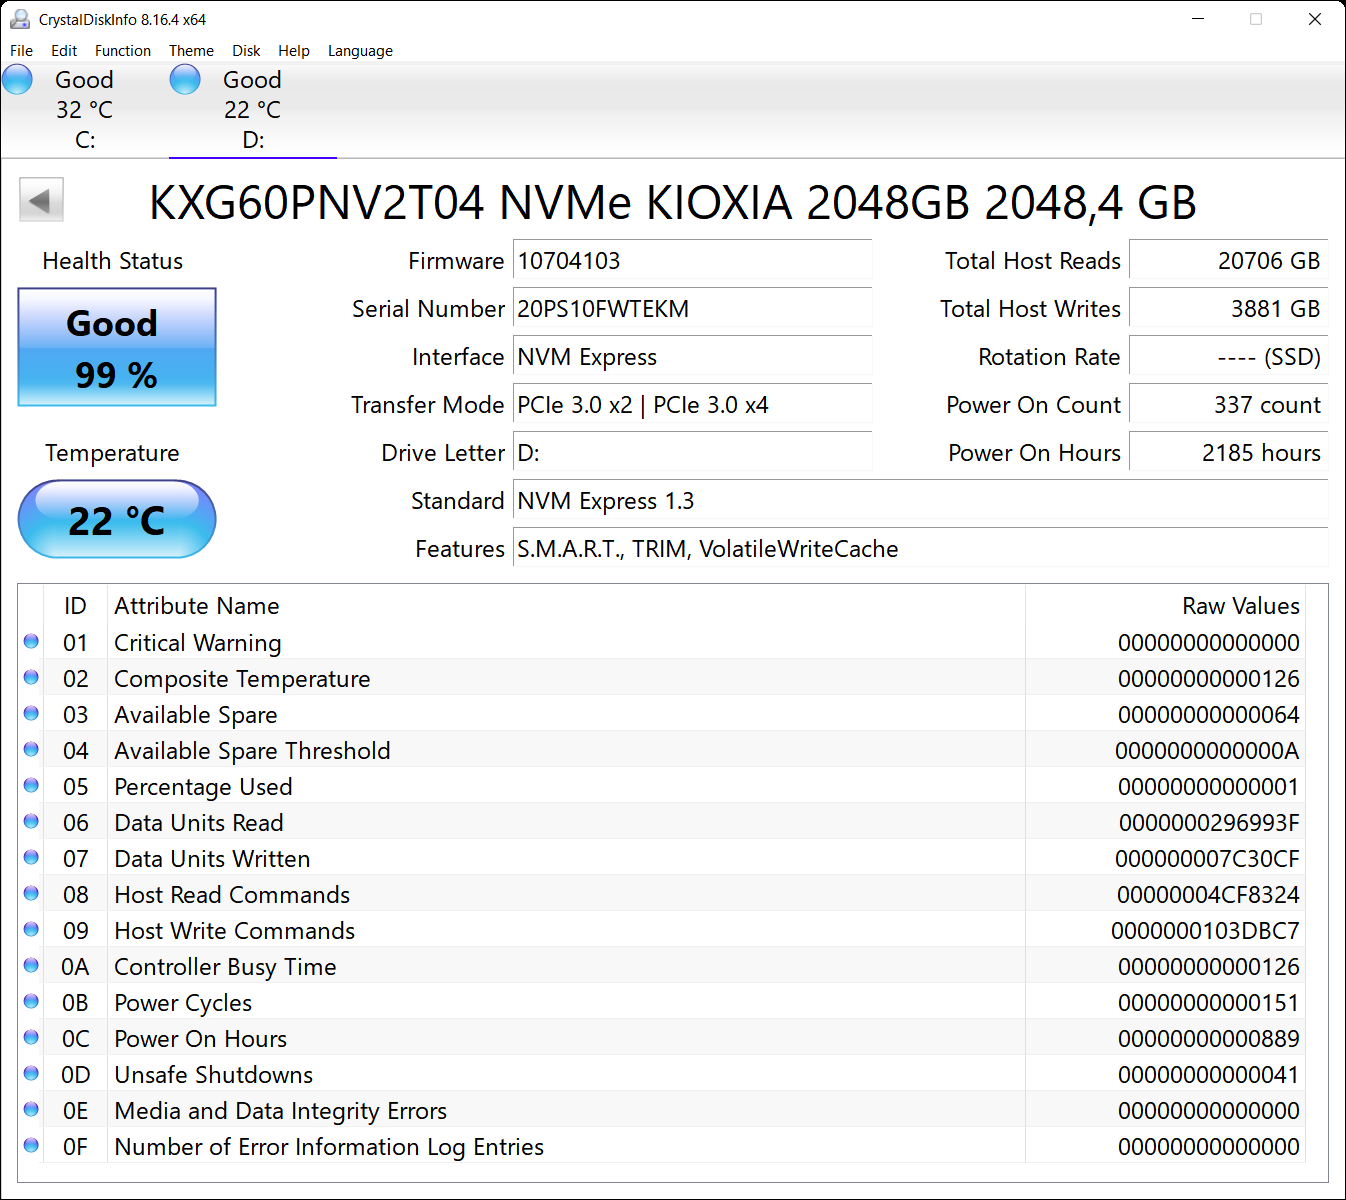 CrystalDiskInfo 8.16.4 x64
File Edit Function Theme Disk Help Language
Good Good
32 °C 22 °C
C: D:
KXG60PNV2T04 NVMe KIOXIA 2048GB 2048,4 GB
Health Status
Good
99 %
Temperature
22 °C
Firmware 10704103
Serial Number 20PS10FWTEKM
Interface NVM Express
Transfer Mode PCIe 3.0 x2 | PCIe 3.0 x4
Drive Letter D:
Standard NVM Express 1.3
Features S.M.A.R.T., TRIM, VolatileWriteCache
Total Host Reads 20706 GB
Total Host Writes 3881 GB
Rotation Rate ---- (SSD)
Power On Count 337 count
Power On Hours 2185 hours
ID Attribute Name Raw Values
01 Critical Warning 00000000000000
02 Composite Temperature 00000000000126
03 Available Spare 00000000000064
04 Available Spare Threshold 0000000000000A
05 Percentage Used 00000000000001
06 Data Units Read 0000000296993F
07 Data Units Written 000000007C30CF
08 Host Read Commands 00000004CF8324
09 Host Write Commands 0000000103DBC7
0A Controller Busy Time 00000000000126
0B Power Cycles 00000000000151
0C Power On Hours 00000000000889
0D Unsafe Shutdowns 00000000000041
0E Media and Data Integrity Errors 00000000000000
0F Number of Error Information Log Entries 00000000000000